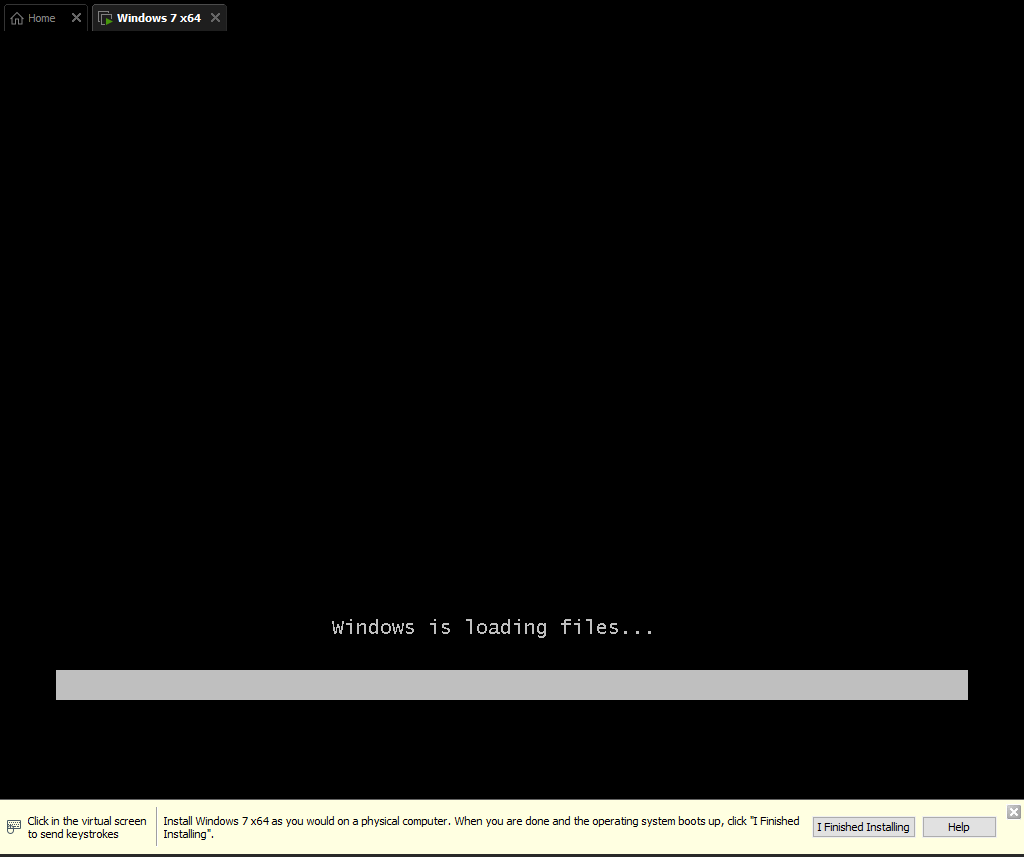 Home
Windows 7 x64
Windows is loading files...
Click in the virtual screen
to send keystrokes
Install Windows 7 x64 as you would on a physical computer. When you are done and the operating system boots up, click "I Finished
Installing".
I Finished Installing
Help